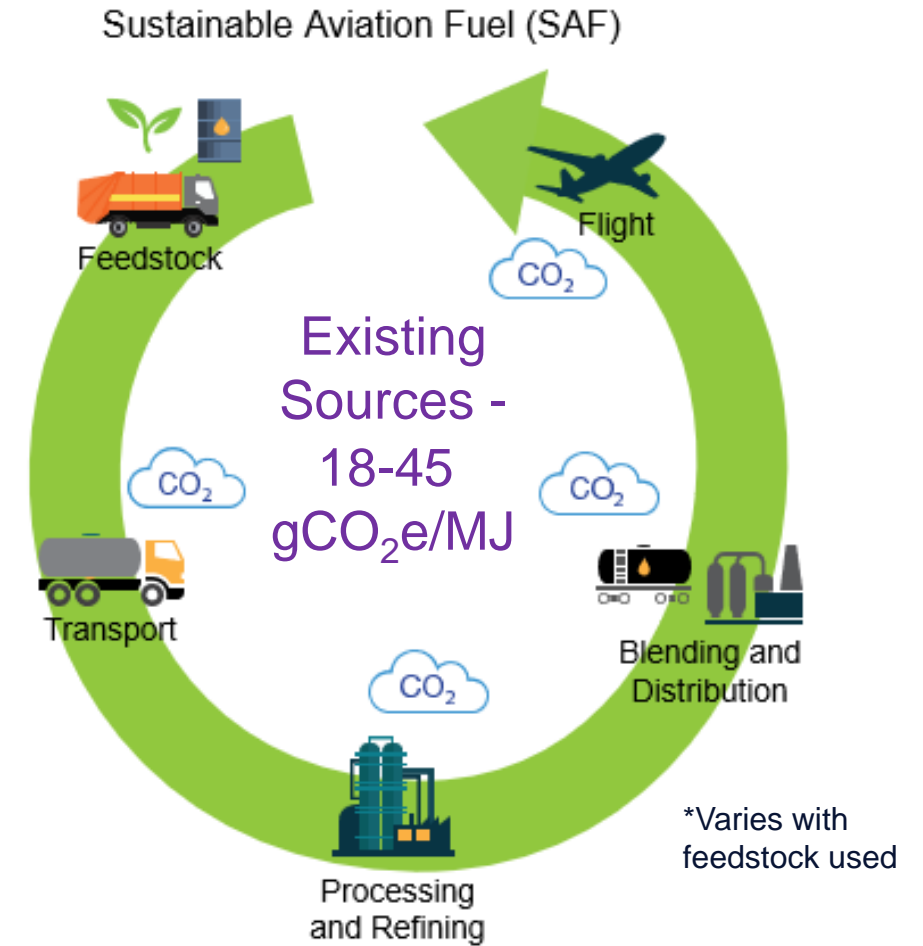 Sustainable Aviation Fuel (SAF)
Feedstock
Flight
CO₂
Existing
Sources -
18-45
gCO₂e/MJ
CO₂
CO₂
Transport
Blending and
Distribution
CO₂
*Varies with
feedstock used
Processing
and Refining